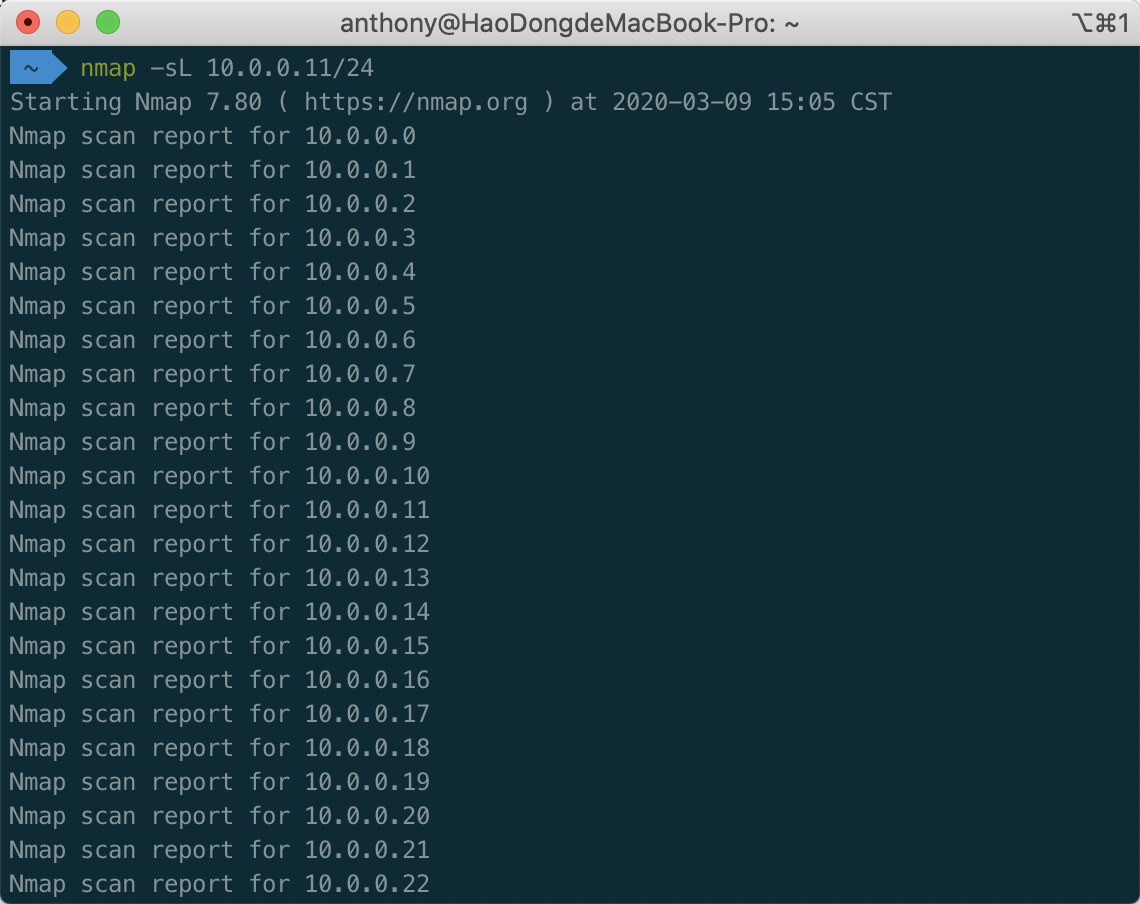 anthony@HaoDongdeMacBook-Pro: ~ ⌥⌘1
~ nmap -sL 10.0.0.11/24
Starting Nmap 7.80 ( https://nmap.org ) at 2020-03-09 15:05 CST
Nmap scan report for 10.0.0.0
Nmap scan report for 10.0.0.1
Nmap scan report for 10.0.0.2
Nmap scan report for 10.0.0.3
Nmap scan report for 10.0.0.4
Nmap scan report for 10.0.0.5
Nmap scan report for 10.0.0.6
Nmap scan report for 10.0.0.7
Nmap scan report for 10.0.0.8
Nmap scan report for 10.0.0.9
Nmap scan report for 10.0.0.10
Nmap scan report for 10.0.0.11
Nmap scan report for 10.0.0.12
Nmap scan report for 10.0.0.13
Nmap scan report for 10.0.0.14
Nmap scan report for 10.0.0.15
Nmap scan report for 10.0.0.16
Nmap scan report for 10.0.0.17
Nmap scan report for 10.0.0.18
Nmap scan report for 10.0.0.19
Nmap scan report for 10.0.0.20
Nmap scan report for 10.0.0.21
Nmap scan report for 10.0.0.22